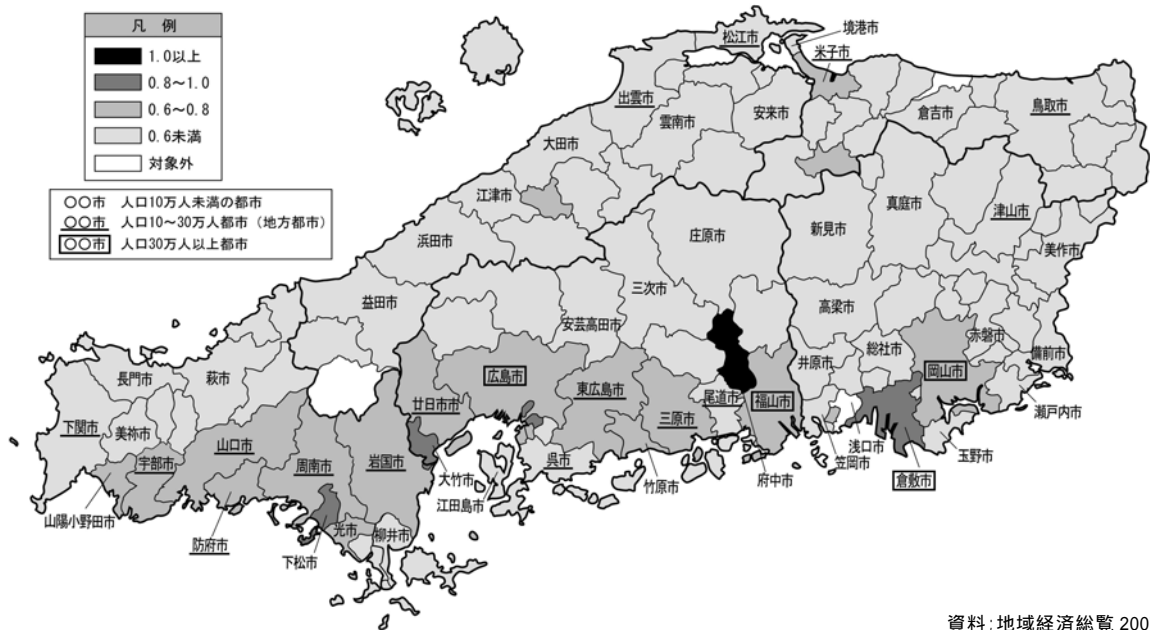 凡 例
1.0以上
0.8～1.0
0.6～0.8
0.6未満
対象外
○○市 人口10万人未満の都市
○○市 人口10～30万人都市（地方都市）
○○市 人口30万人以上都市
松江市
境港市
米子市
出雲市
安来市
雲南市
倉吉市
鳥取市
大田市
江津市
真庭市
津山市
浜田市
庄原市
新見市
美作市
益田市
三次市
高梁市
安芸高田市
赤磐市
総社市
井原市
備前市
長門市
萩市
広島市
岡山市
東広島市
廿日市市
尾道市
福山市
瀬戸内市
下関市
美祢市
山口市
三原市
浅口市
玉野市
宇部市
周南市
岩国市
呉市
笠岡市
大竹市
竹原市
府中市
倉敷市
江田島市
山陽小野田市
光市
柳井市
防府市
下松市
資料:地域経済総覧 200